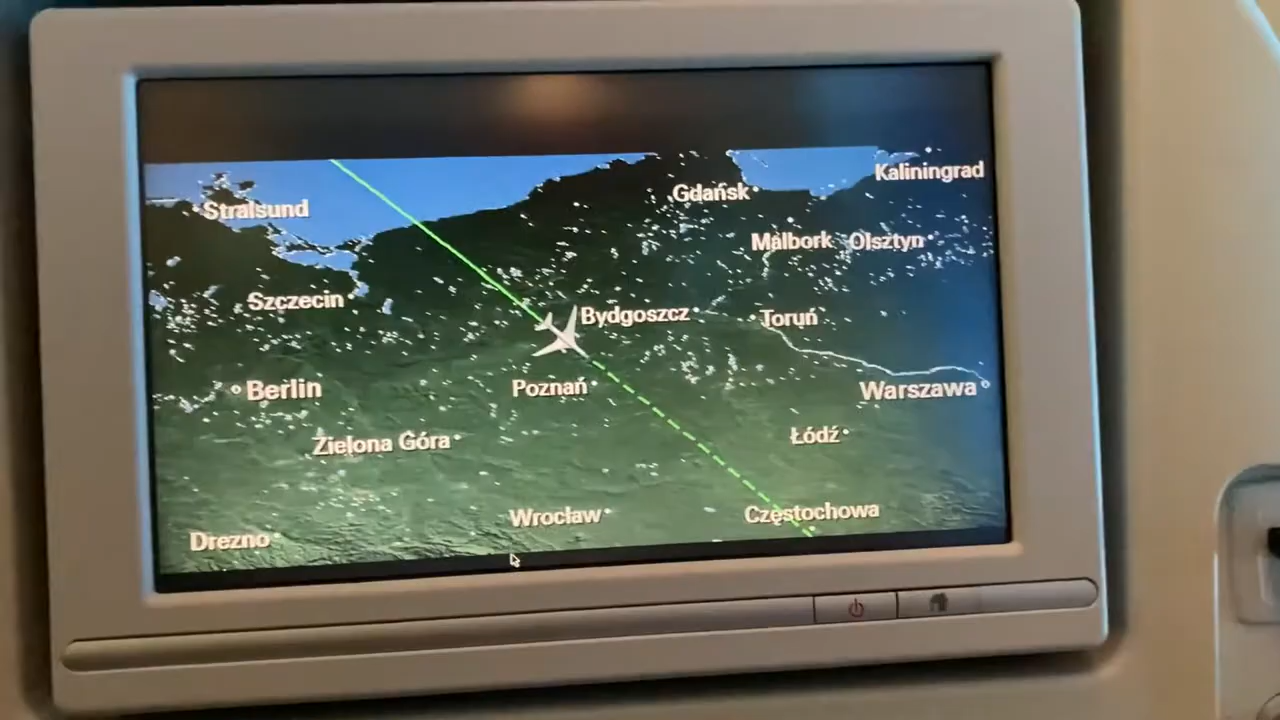 Kaliningrad
Gdańsk
Stralsund
Malbork
Olsztyn
Szczecin
Bydgoszcz
Toruń
Berlin
Poznań
Warszawa
Zielona Góra
Łódź
Wrocław
Częstochowa
Drezno